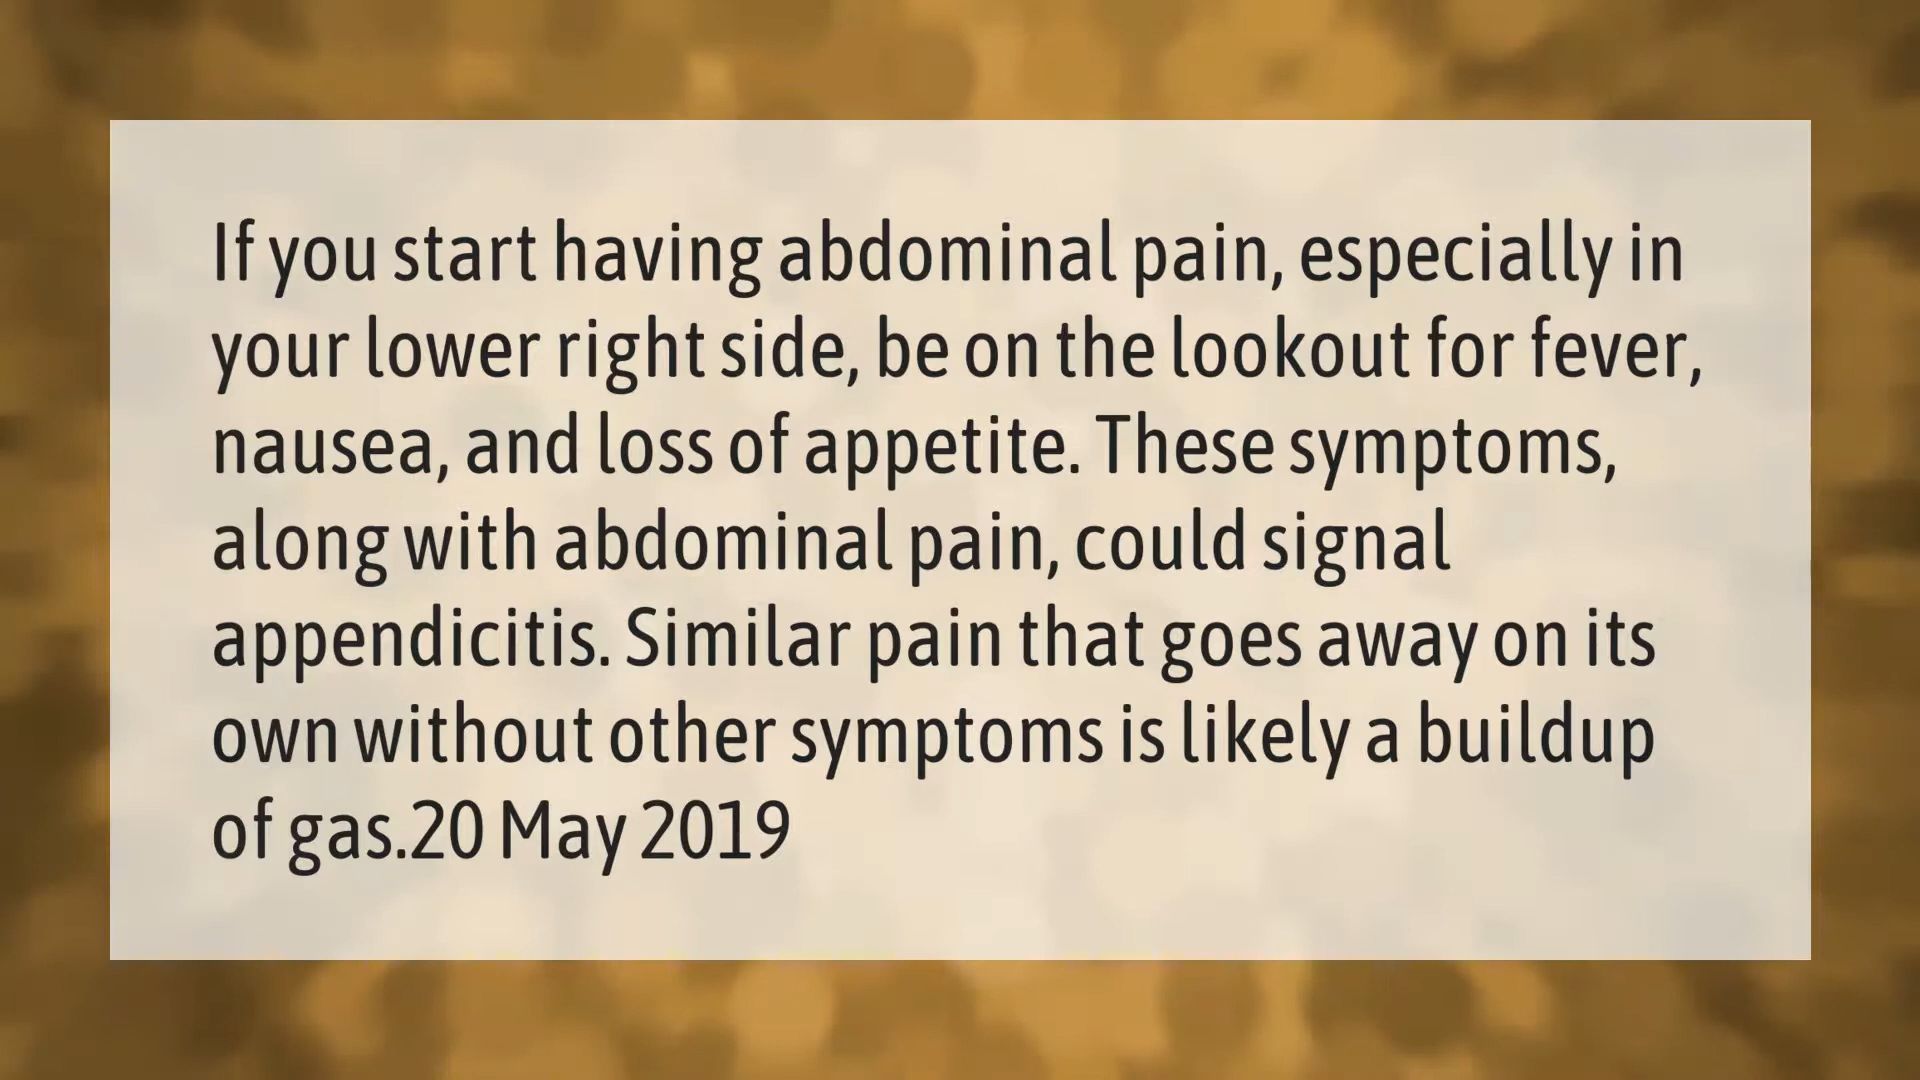 If you start having abdominal pain, especially in
your lower right side, be on the lookout for fever,
nausea, and loss of appetite. These symptoms,
along with abdominal pain, could signal
appendicitis. Similar pain that goes away on its
own without other symptoms is likely a buildup
of gas.20 May 2019